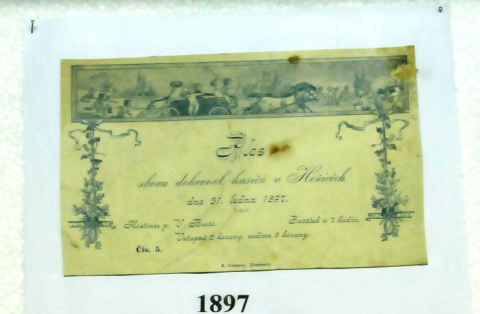 Ples
sboru dobrovol. hasičů v Hořicích
dne 31. ledna 1897.
Hostinec p. V. Začátek v 7 hodin.
Vstupné 2 koruny, rodina 3 koruny.
Čís. 5.
1897